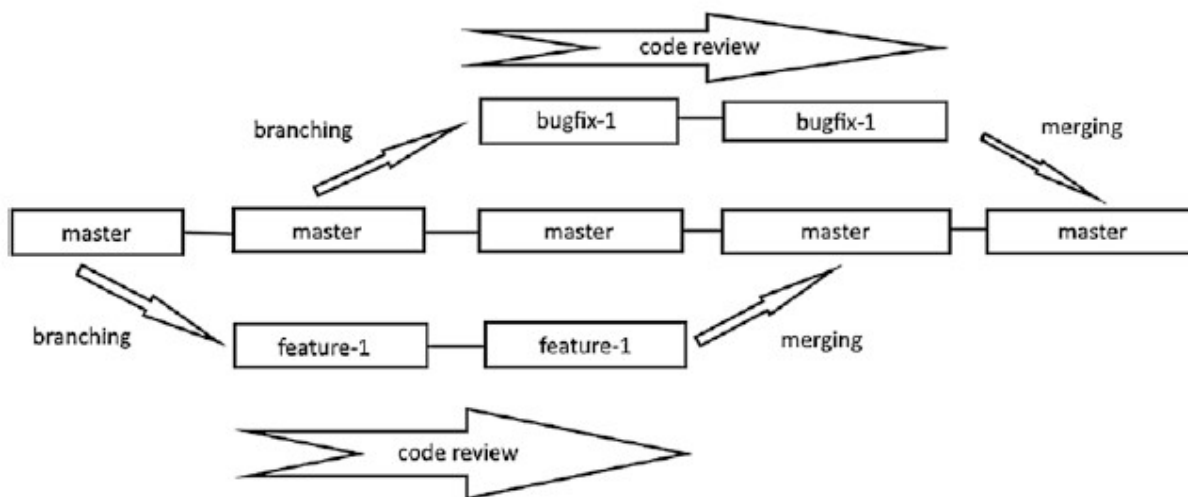 code review
branching
bugfix-1
bugfix-1
merging
master
master
master
master
master
branching
feature-1
feature-1
merging
code review